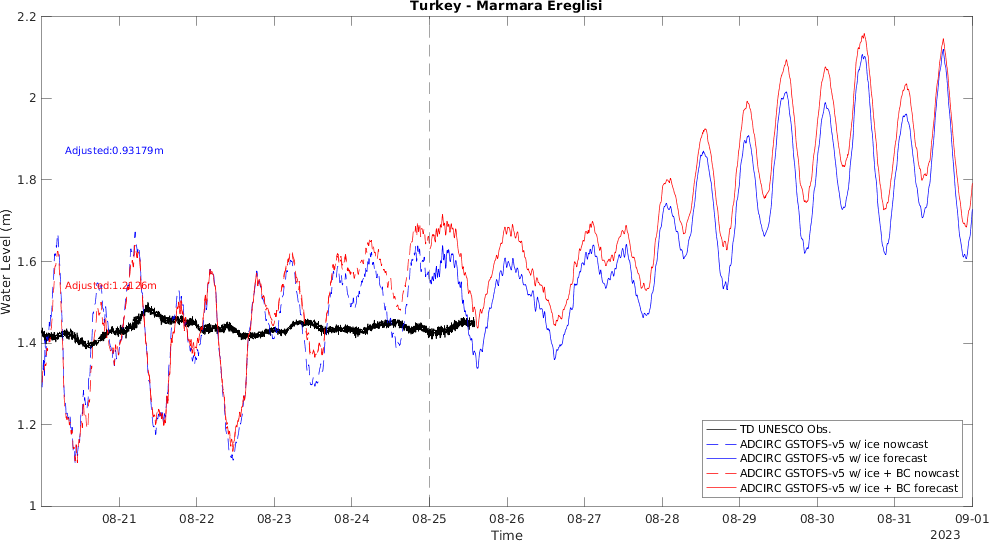 Turkey - Marmara Ereglisi
2.2
2
1.8
1.6
1.4
1.2
1
Water Level (m)
Adjusted:0.93179m
Adjusted:1.2126m
TD UNESCO Obs.
ADCIRC GSTOFS-v5 w/ ice nowcast
ADCIRC GSTOFS-v5 w/ ice forecast
ADCIRC GSTOFS-v5 w/ ice + BC nowcast
ADCIRC GSTOFS-v5 w/ ice + BC forecast
08-21 08-22 08-23 08-24 08-25 08-26 08-27 08-28 08-29 08-30 08-31 09-01
Time
2023